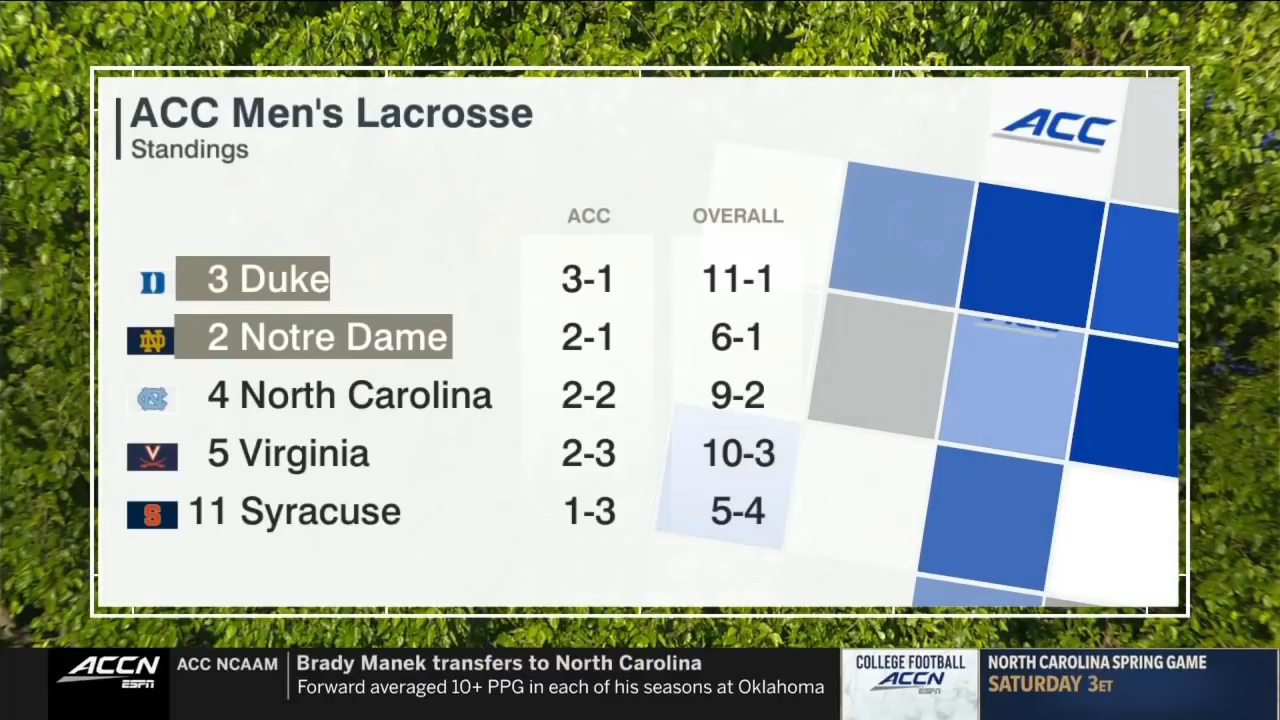 ACC Men's Lacrosse
Standings
ACC
ACC OVERALL
3 Duke 3-1 11-1
2 Notre Dame 2-1 6-1
4 North Carolina 2-2 9-2
5 Virginia 2-3 10-3
11 Syracuse 1-3 5-4
ACCN
ESPN
ACC NCAAM
Brady Manek transfers to North Carolina
Forward averaged 10+ PPG in each of his seasons at Oklahoma
COLLEGE FOOTBALL
ACCN
ESPN
NORTH CAROLINA SPRING GAME
SATURDAY 3ET